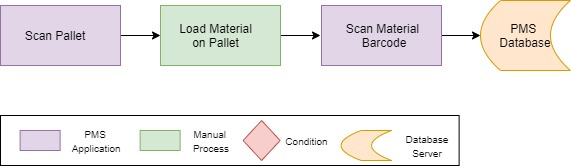 Scan Pallet
Load Material
on Pallet
Scan Material
Barcode
PMS
Database
PMS
Application
Manual
Process
Condition
Database
Server